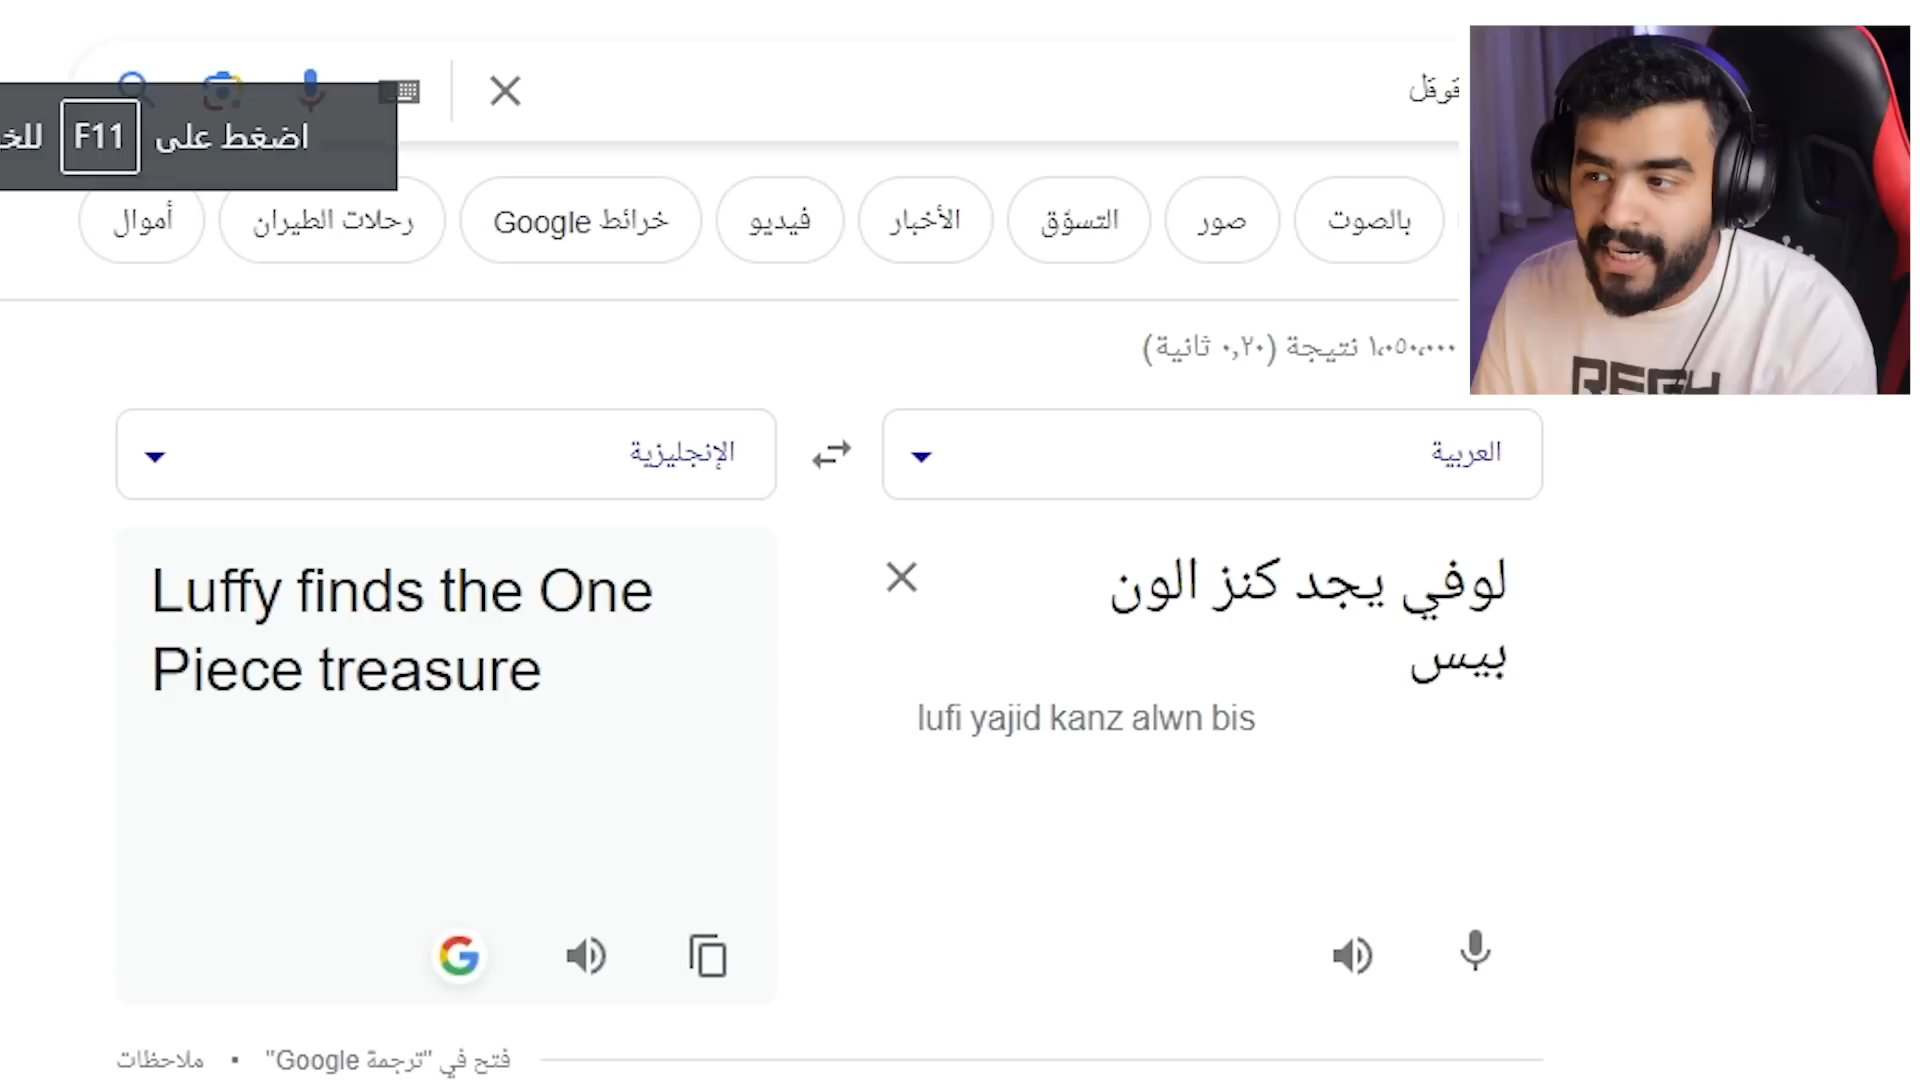 قوقل
اضغط على F11
بالصوت
صور
التسوّق
الأخبار
فيديو
خرائط Google
رحلات الطيران
أموال
١٬٠٥٠٬٠٠٠ نتيجة (٠٫٢٠ ثانية)
العربية
الإنجليزية
لوفي يجد كنز الون
بيس
lufi yajid kanz alwn bis
Luffy finds the One
Piece treasure
فتح في "ترجمة Google" • ملاحظات